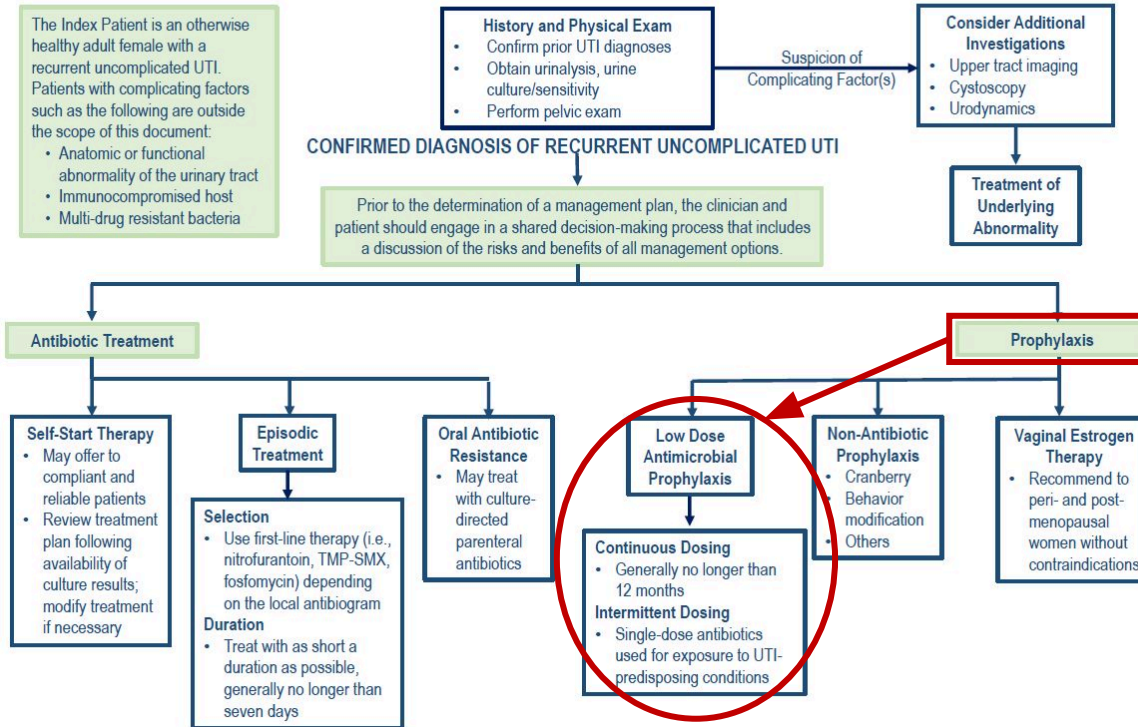 The Index Patient is an otherwise
healthy adult female with a
recurrent uncomplicated UTI.
Patients with complicating factors
such as the following are outside
the scope of this document:
• Anatomic or functional
abnormality of the urinary tract
• Immunocompromised host
• Multi-drug resistant bacteria
History and Physical Exam
• Confirm prior UTI diagnoses
• Obtain urinalysis, urine
culture/sensitivity
• Perform pelvic exam
Suspicion of
Complicating Factor(s)
Consider Additional
Investigations
• Upper tract imaging
• Cystoscopy
• Urodynamics
Treatment of
Underlying
Abnormality
CONFIRMED DIAGNOSIS OF RECURRENT UNCOMPLICATED UTI
Prior to the determination of a management plan, the clinician and
patient should engage in a shared decision-making process that includes
a discussion of the risks and benefits of all management options.
Antibiotic Treatment
Self-Start Therapy
• May offer to
compliant and
reliable patients
• Review treatment
plan following
availability of
culture results;
modify treatment
if necessary
Episodic
Treatment
Selection
• Use first-line therapy (i.e.,
nitrofurantoin, TMP-SMX,
fosfomycin) depending
on the local antibiogram
Duration
• Treat with as short a
duration as possible,
generally no longer than
seven days
Oral Antibiotic
Resistance
• May treat
with culture-
directed
parenteral
antibiotics
Prophylaxis
Low Dose
Antimicrobial
Prophylaxis
Continuous Dosing
• Generally no longer than
12 months
Intermittent Dosing
• Single-dose antibiotics
used for exposure to UTI-
predisposing conditions
Non-Antibiotic
Prophylaxis
• Cranberry
• Behavior
modification
• Others
Vaginal Estrogen
Therapy
• Recommend to
peri- and post-
menopausal
women without
contraindications